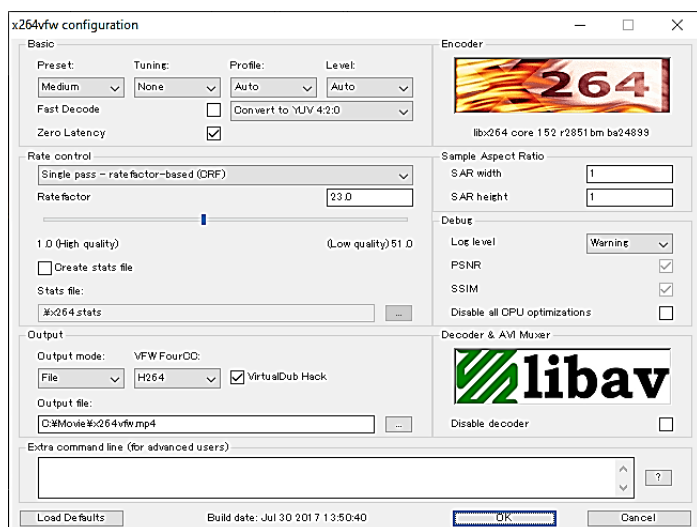 x264vfw configuration
Basic
Preset: Tuning: Profile: Level:
Medium None Auto Auto
Fast Decode Convert to YUV 4:2:0
Zero Latency
Encoder
264
libx264 core 152 r2851bm ba24899
Rate control
Single pass - ratefactor-based (CRF)
Ratefactor 23.0
1.0 (High quality) (Low quality) 51.0
Create stats file
Stats file:
.¥x264.stats ...
Sample Aspect Ratio
SAR width 1
SAR height 1
Debug
Log level Warning
PSNR
SSIM
Disable all CPU optimizations
Output
Output mode: VFW FourCC:
File H264 VirtualDub Hack
Output file:
C:¥Movie¥x264vfw.mp4 ...
Decoder & AVI Muxer
libav
Disable decoder
Extra command line (for advanced users)
?
Load Defaults Build date: Jul 30 2017 13:50:40 OK Cancel